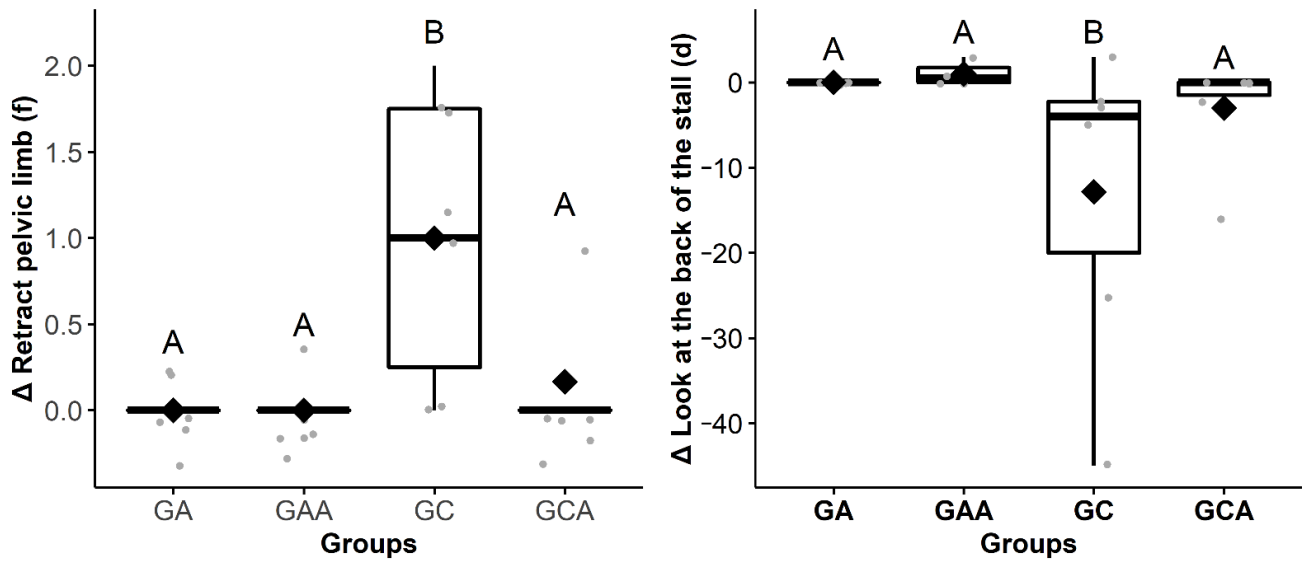 Δ Retract pelvic limb (f)
2.0
1.5
1.0
0.5
0.0
A
A
B
A
GA GAA GC GCA
Groups
Δ Look at the back of the stall (d)
0
−10
−20
−30
−40
A
A
B
A
GA GAA GC GCA
Groups